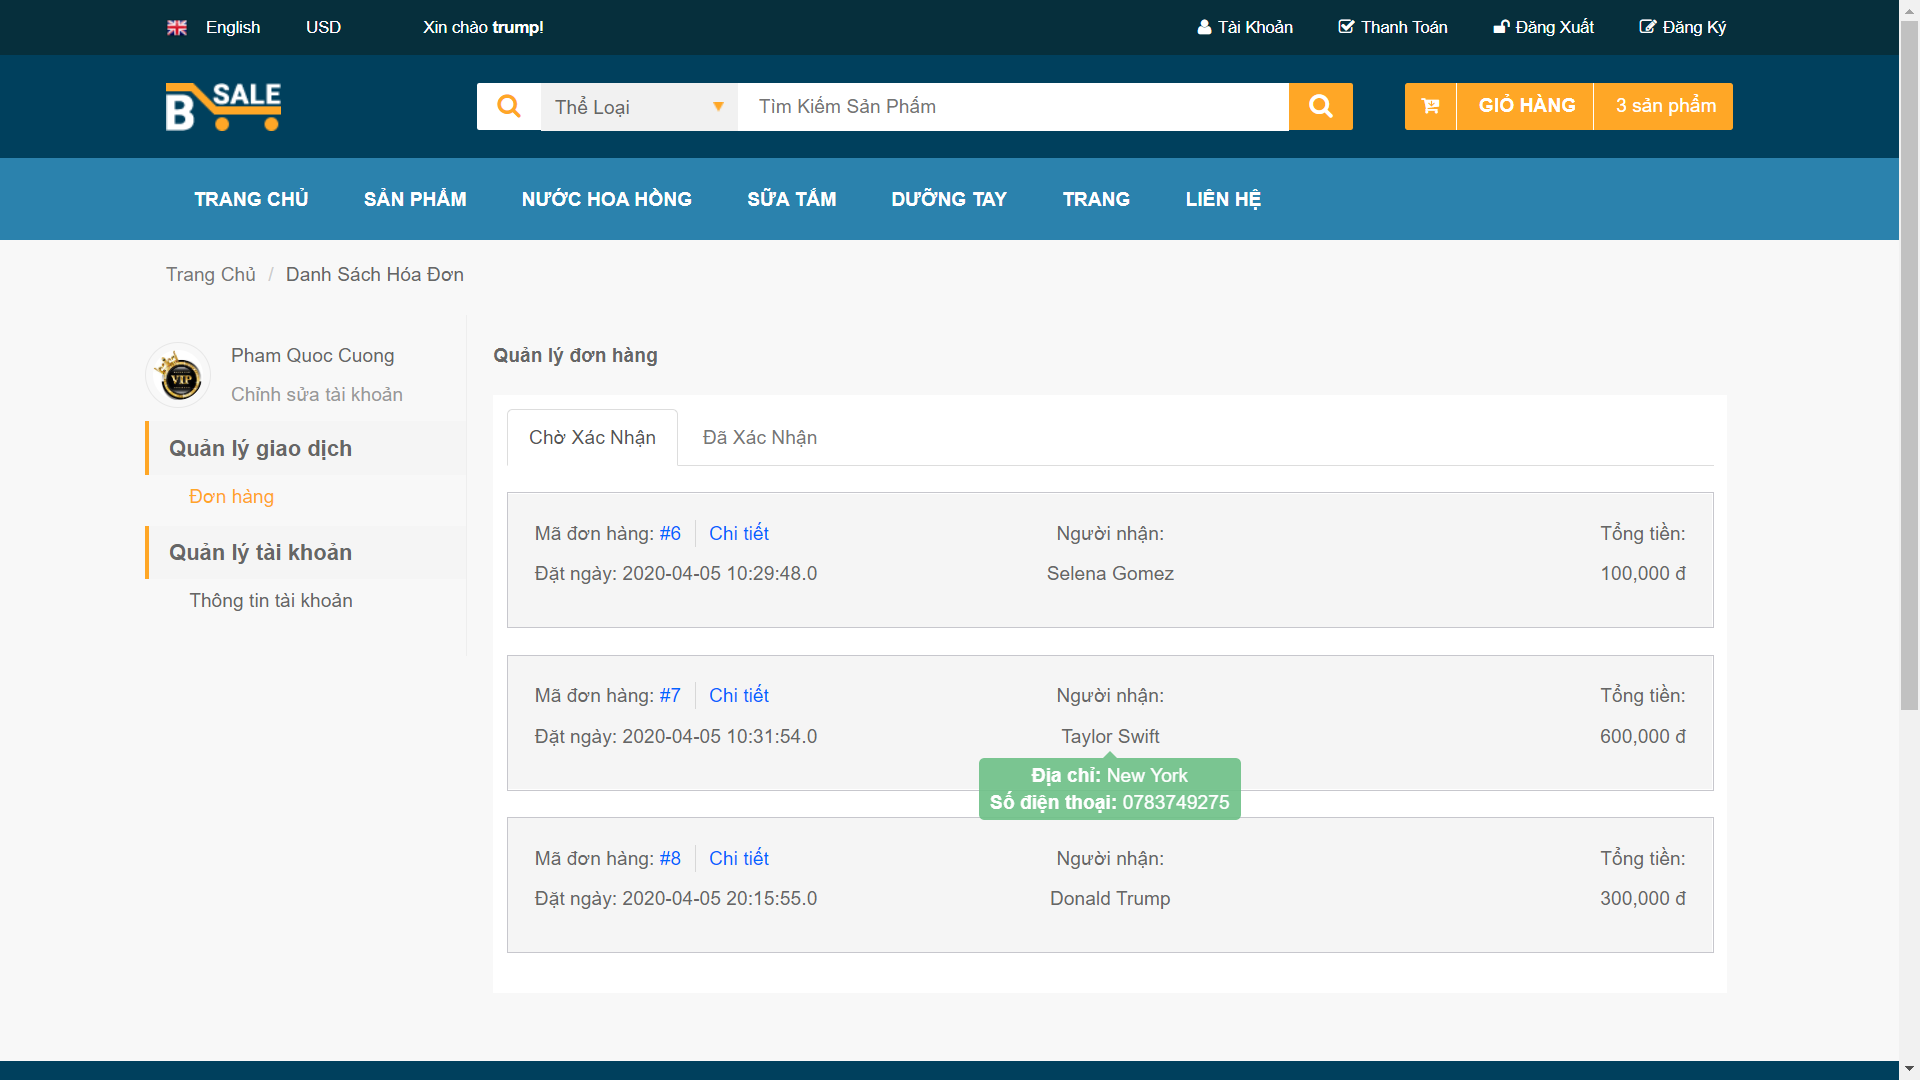 English USD Xin chào trump! Tài Khoản Thanh Toán Đăng Xuất Đăng Ký
B SALE Thể Loại Tìm Kiếm Sản Phẩm GIỎ HÀNG 3 sản phẩm
TRANG CHỦ SẢN PHẨM NƯỚC HOA HỒNG SỮA TẮM DƯỠNG TAY TRANG LIÊN HỆ
Trang Chủ / Danh Sách Hóa Đơn
VIP
Pham Quoc Cuong
Chỉnh sửa tài khoản
Quản lý giao dịch
Đơn hàng
Quản lý tài khoản
Thông tin tài khoản
Quản lý đơn hàng
Chờ Xác Nhận Đã Xác Nhận
Mã đơn hàng: #6 Chi tiết Người nhận: Tổng tiền:
Đặt ngày: 2020-04-05 10:29:48.0 Selena Gomez 100,000 đ
Mã đơn hàng: #7 Chi tiết Người nhận: Tổng tiền:
Đặt ngày: 2020-04-05 10:31:54.0 Taylor Swift 600,000 đ
Địa chỉ: New York
Số điện thoại: 0783749275
Mã đơn hàng: #8 Chi tiết Người nhận: Tổng tiền:
Đặt ngày: 2020-04-05 20:15:55.0 Donald Trump 300,000 đ